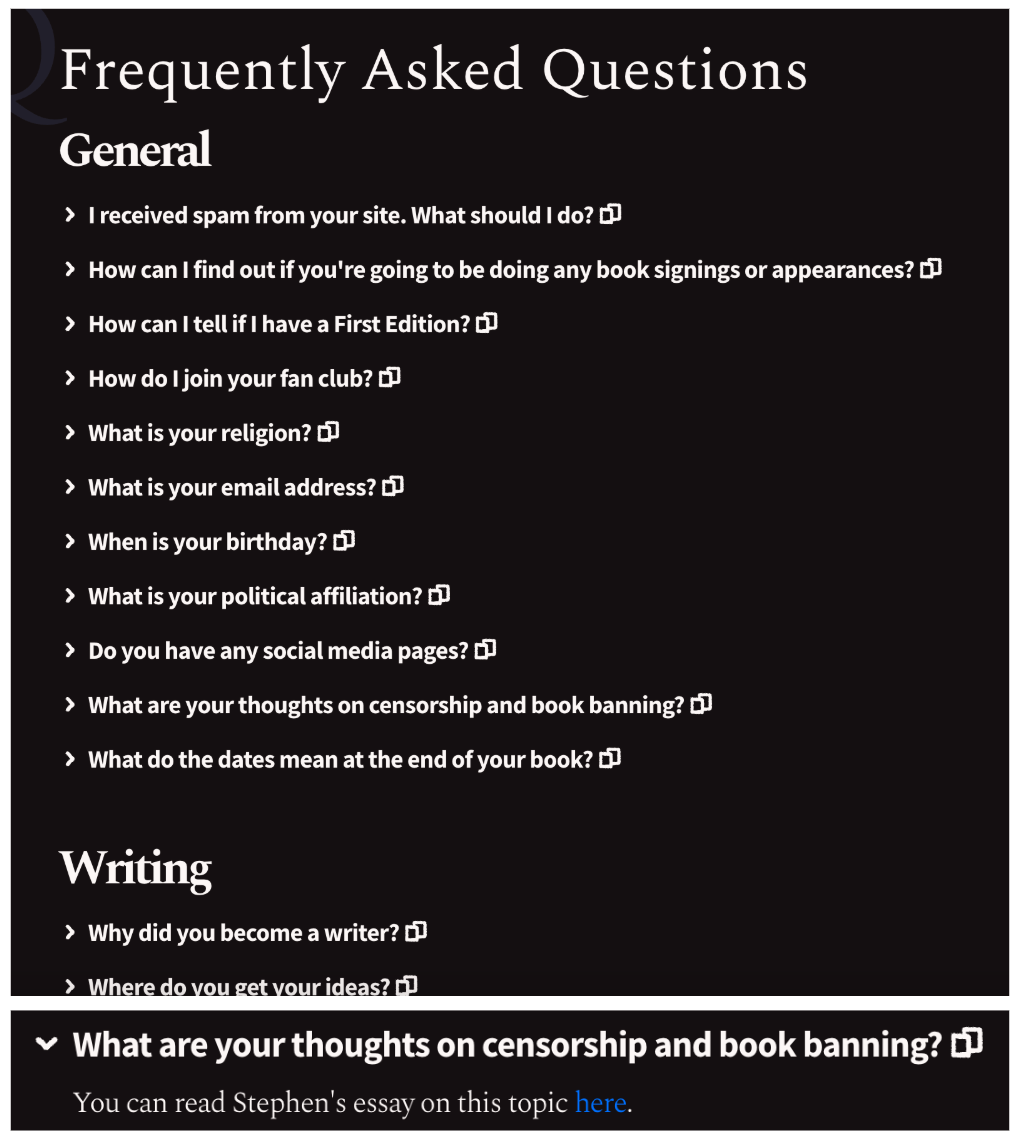 Frequently Asked Questions
General
I received spam from your site. What should I do?
How can I find out if you're going to be doing any book signings or appearances?
How can I tell if I have a First Edition?
How do I join your fan club?
What is your religion?
What is your email address?
When is your birthday?
What is your political affiliation?
Do you have any social media pages?
What are your thoughts on censorship and book banning?
What do the dates mean at the end of your book?
Writing
Why did you become a writer?
Where do you get your ideas?
What are your thoughts on censorship and book banning?
You can read Stephen's essay on this topic here.